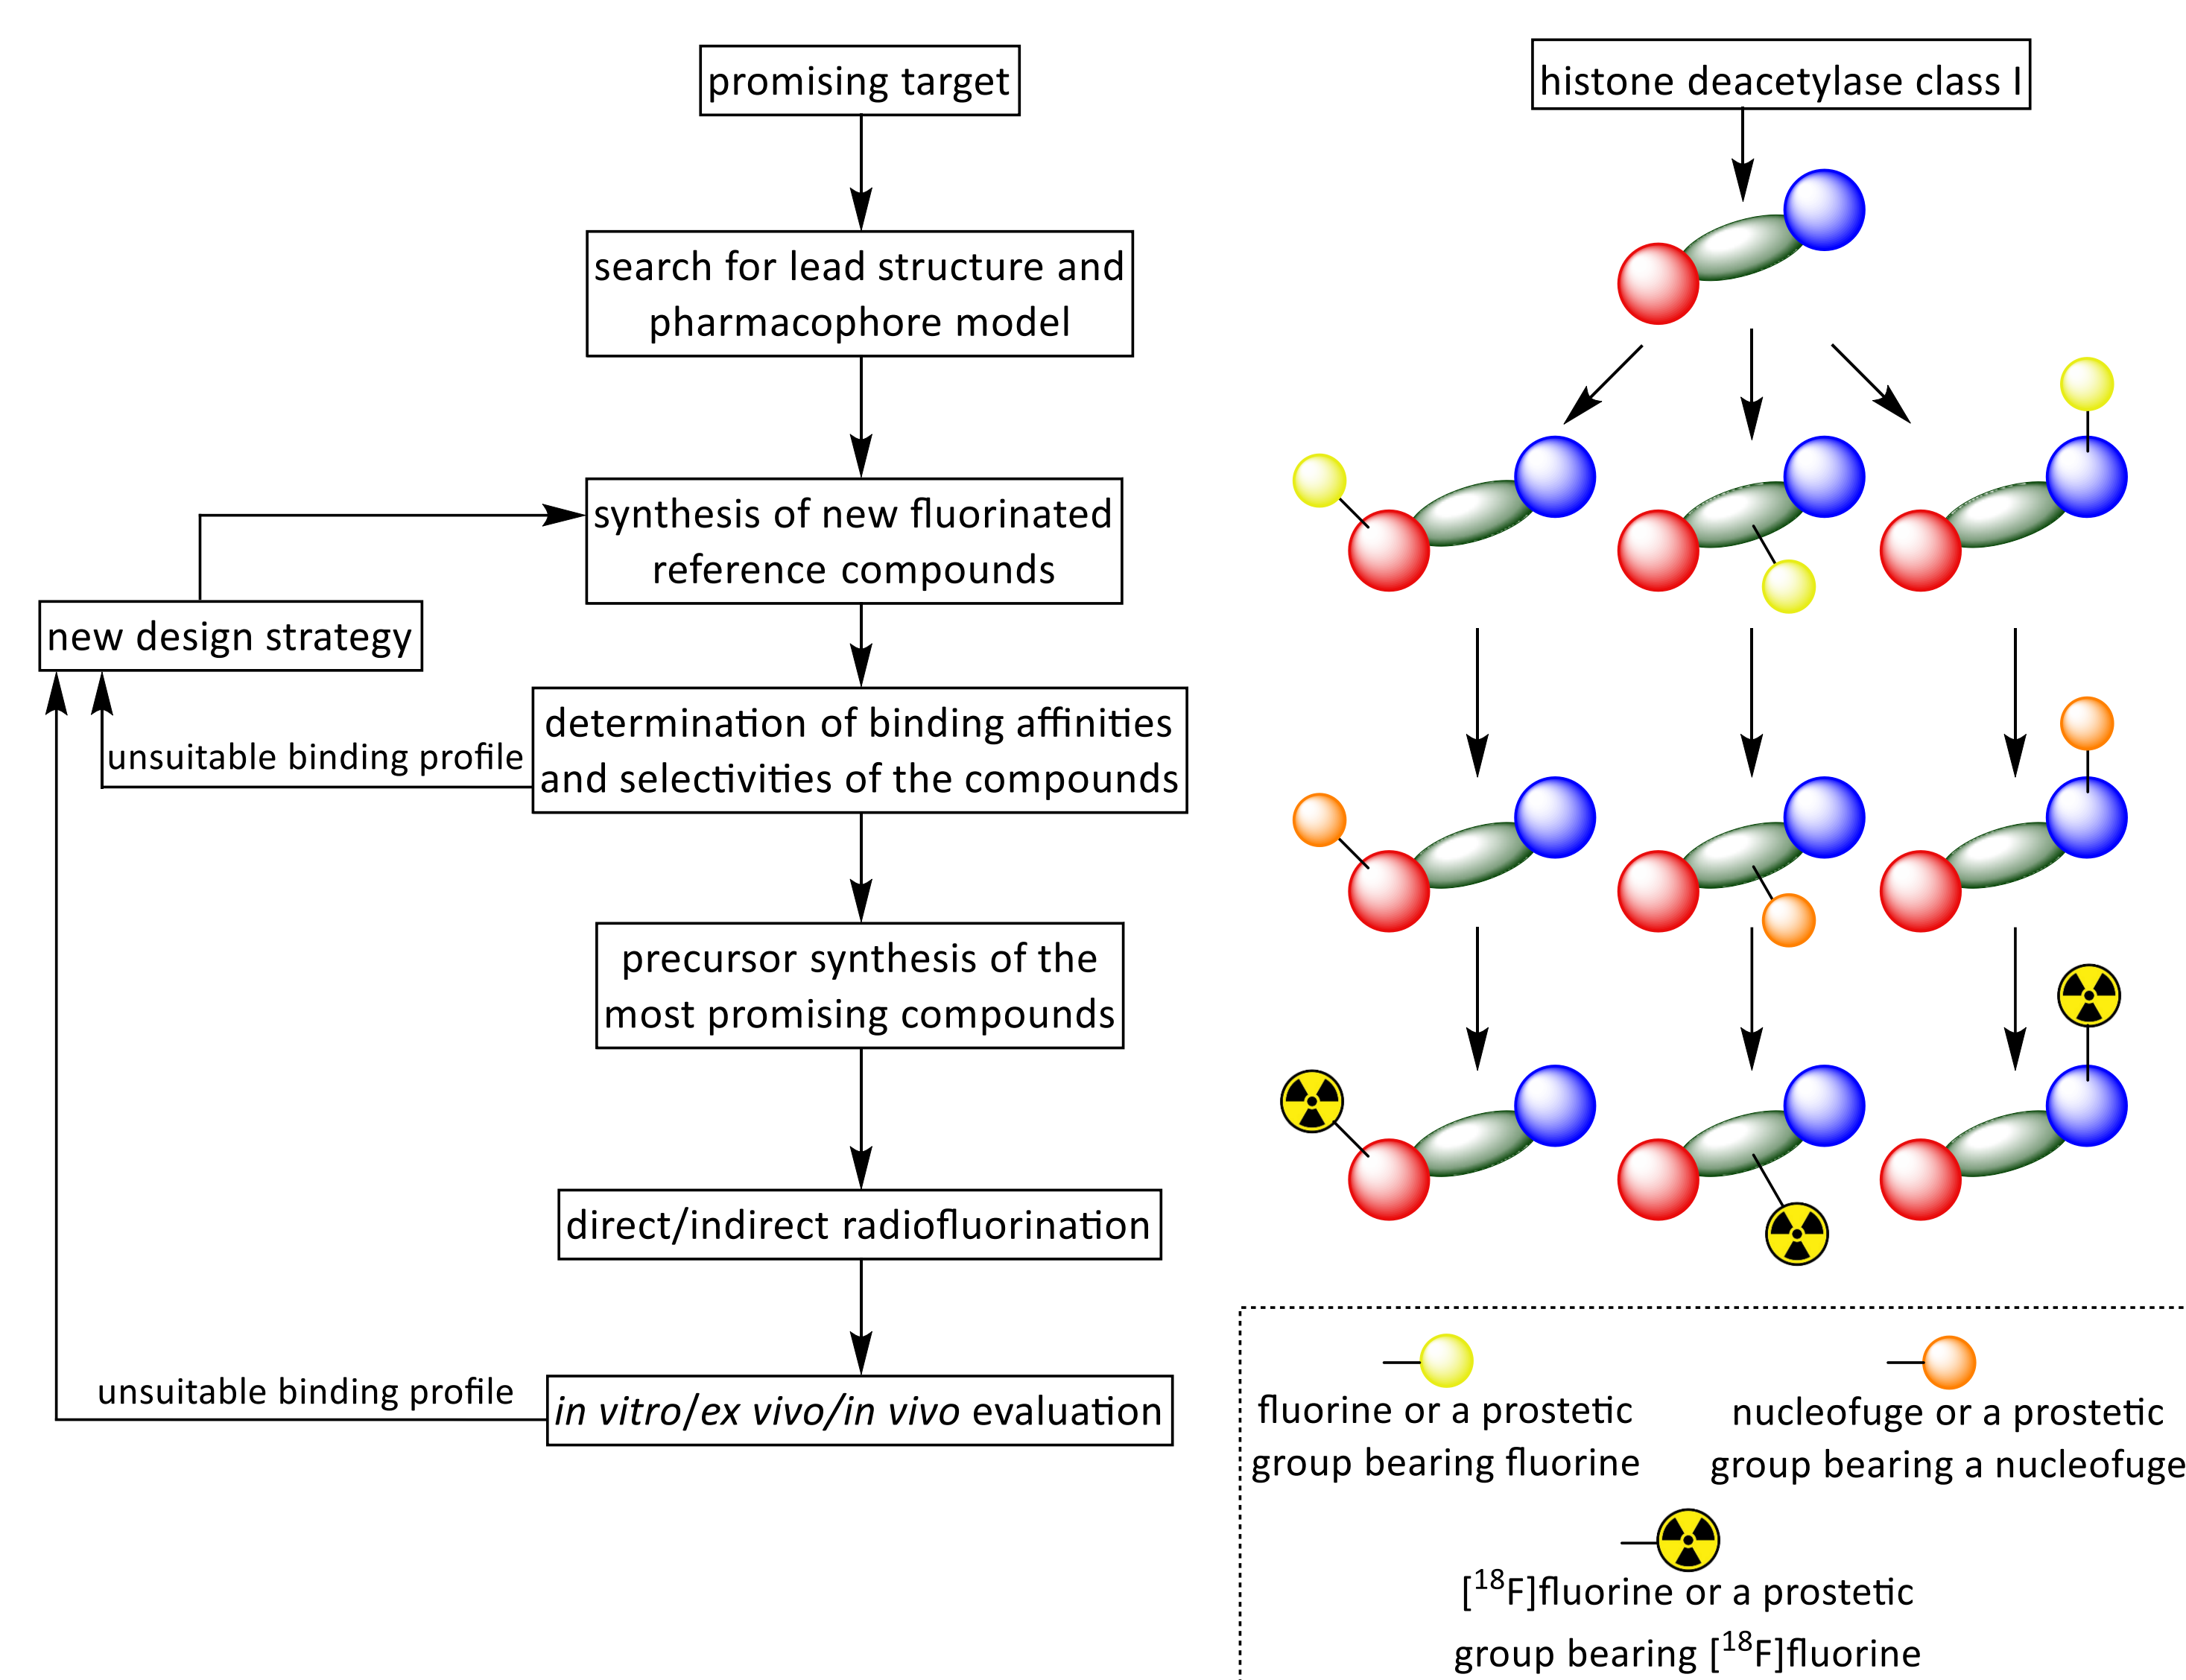 promising target
search for lead structure and
pharmacophore model
synthesis of new fluorinated
reference compounds
new design strategy
determination of binding affinities
and selectivities of the compounds
unsuitable binding profile
precursor synthesis of the
most promising compounds
direct/indirect radiofluorination
unsuitable binding profile
in vitro/ex vivo/in vivo evaluation
histone deacetylase class I
fluorine or a prostetic
group bearing fluorine
nucleofuge or a prostetic
group bearing a nucleofuge
[¹⁸F]fluorine or a prostetic
group bearing [¹⁸F]fluorine